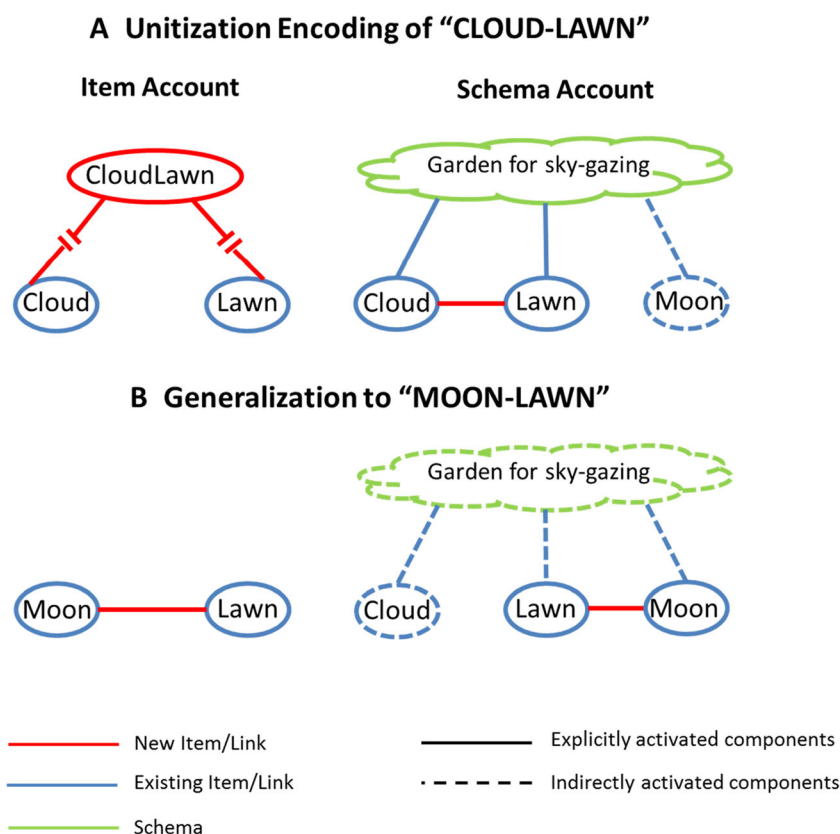 A Unitization Encoding of “CLOUD-LAWN”
Item Account
Schema Account
CloudLawn
Garden for sky-gazing
Cloud
Lawn
Cloud
Lawn
Moon
B Generalization to “MOON-LAWN”
Garden for sky-gazing
Moon
Lawn
Cloud
Lawn
Moon
New Item/Link
Explicitly activated components
Existing Item/Link
Indirectly activated components
Schema